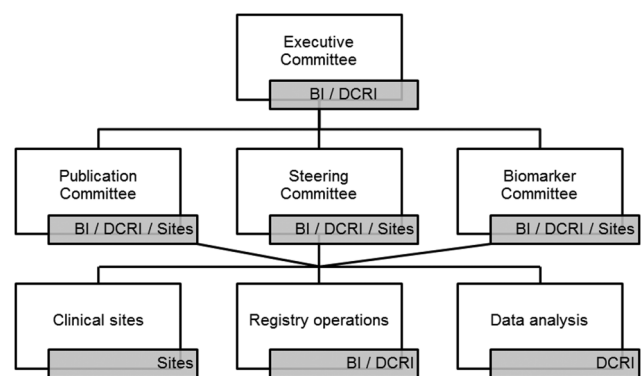 Executive
Committee
BI / DCRI
Publication
Committee
BI / DCRI / Sites
Steering
Committee
BI / DCRI / Sites
Biomarker
Committee
BI / DCRI / Sites
Clinical sites
Sites
Registry operations
BI / DCRI
Data analysis
DCRI